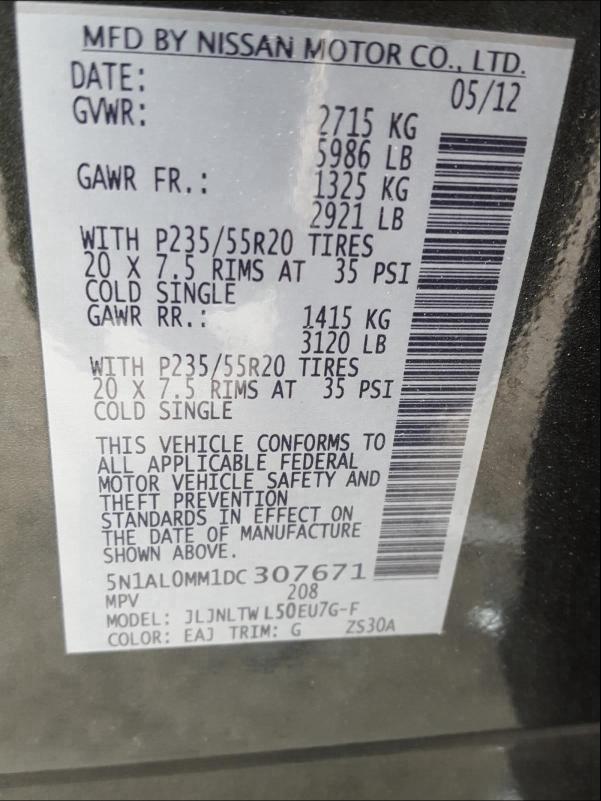 MFD BY NISSAN MOTOR CO., LTD.
DATE: 05/12
GVWR: 2715 KG
5986 LB
GAWR FR.: 1325 KG
2921 LB
WITH P235/55R20 TIRES
20 X 7.5 RIMS AT 35 PSI
COLD SINGLE
GAWR RR.: 1415 KG
3120 LB
WITH P235/55R20 TIRES
20 X 7.5 RIMS AT 35 PSI
COLD SINGLE
THIS VEHICLE CONFORMS TO
ALL APPLICABLE FEDERAL
MOTOR VEHICLE SAFETY AND
THEFT PREVENTION
STANDARDS IN EFFECT ON
THE DATE OF MANUFACTURE
SHOWN ABOVE.
5N1AL0MM1DC 307671
MPV 208
MODEL: JLJNLTW L50EU7G-F
COLOR: EAJ TRIM: G ZS30A